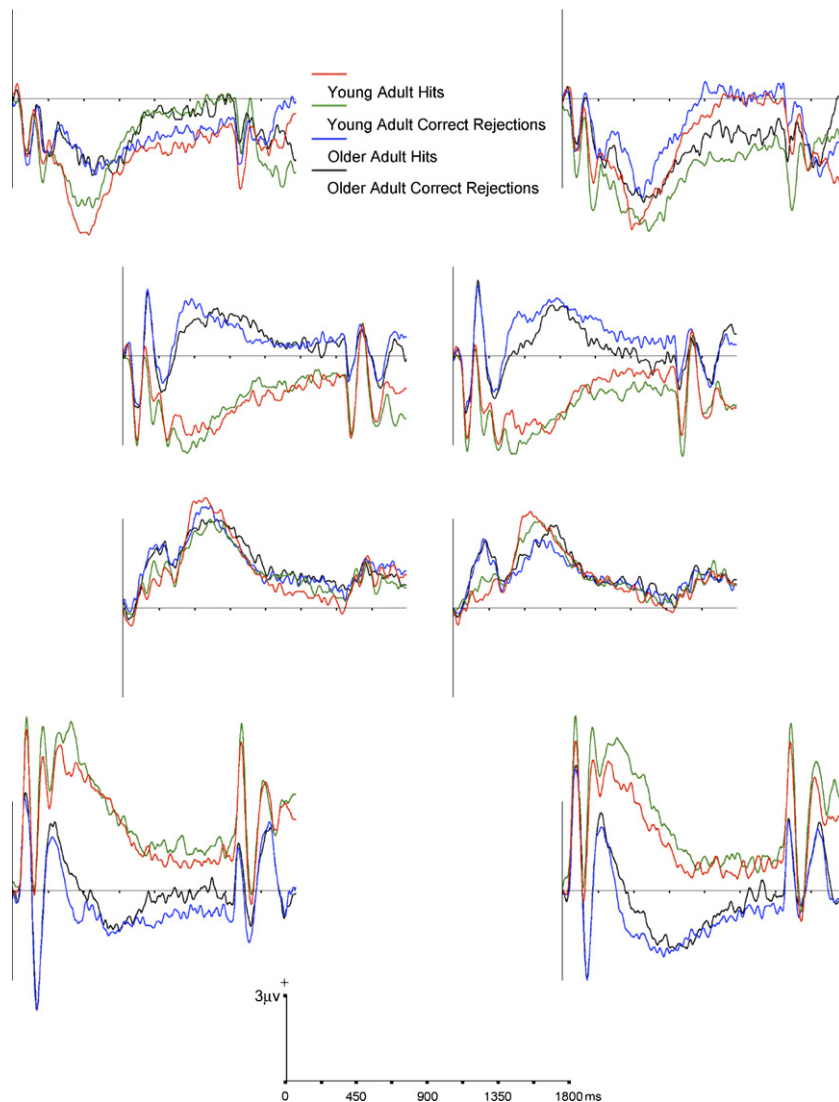 Young Adult Hits
Young Adult Correct Rejections
Older Adult Hits
Older Adult Correct Rejections
+
3μv
0 450 900 1350 1800 ms